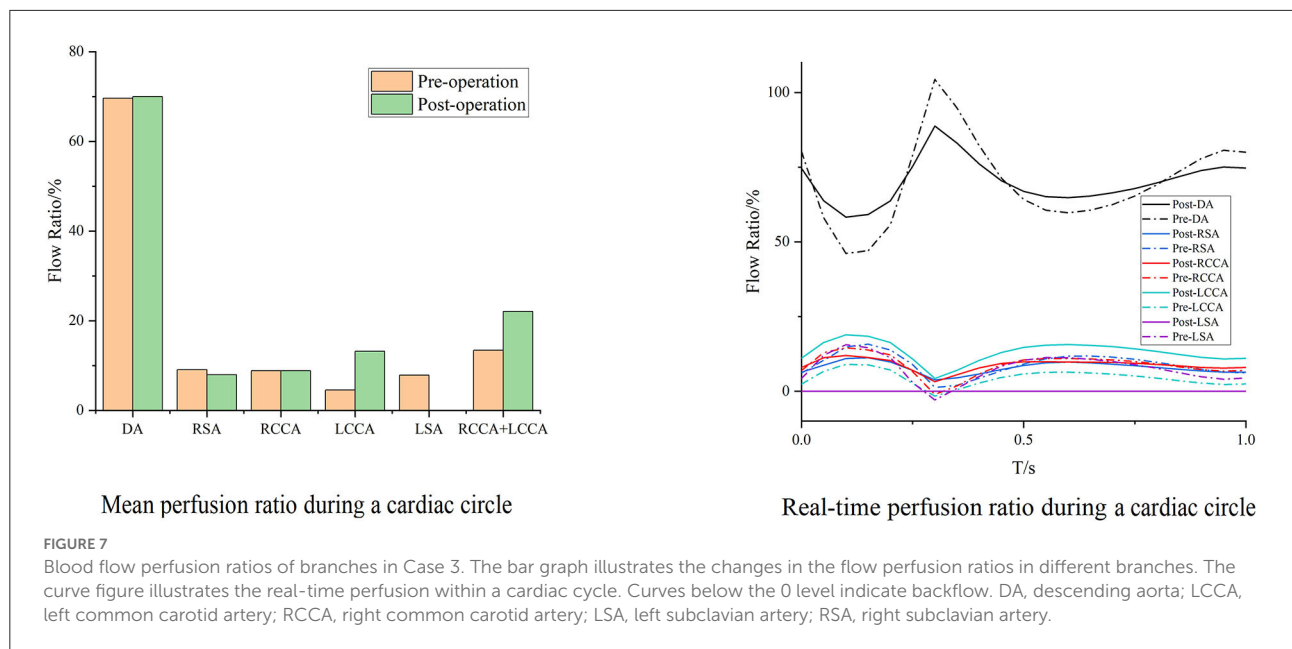 80
60
40
20
0
Flow Ratio/%
Pre-operation
Post-operation
DA
RSA
RCCA
LCCA
LSA
RCCA+LCCA
Mean perfusion ratio during a cardiac circle
100
50
0
Flow Ratio/%
Post-DA
Pre-DA
Post-RSA
Pre-RSA
Post-RCCA
Pre-RCCA
Post-LCCA
Pre-LCCA
Post-LSA
Pre-LSA
0.0
0.5
1.0
T/s
Real-time perfusion ratio during a cardiac circle
FIGURE 7
Blood flow perfusion ratios of branches in Case 3. The bar graph illustrates the changes in the flow perfusion ratios in different branches. The
curve figure illustrates the real-time perfusion within a cardiac cycle. Curves below the 0 level indicate backflow. DA, descending aorta; LCCA,
left common carotid artery; RCCA, right common carotid artery; LSA, left subclavian artery; RSA, right subclavian artery.